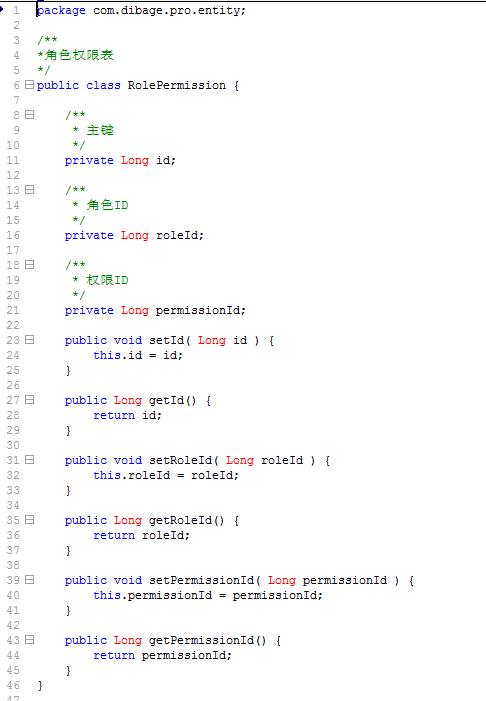 1 package com.dibage.pro.entity;
2
3 /**
4 *角色权限表
5 */
6 public class RolePermission {
7
8 /**
9 * 主键
10 */
11 private Long id;
12
13 /**
14 * 角色ID
15 */
16 private Long roleId;
17
18 /**
19 * 权限ID
20 */
21 private Long permissionId;
22
23 public void setId( Long id ) {
24 this.id = id;
25 }
26
27 public Long getId() {
28 return id;
29 }
30
31 public void setRoleId( Long roleId ) {
32 this.roleId = roleId;
33 }
34
35 public Long getRoleId() {
36 return roleId;
37 }
38
39 public void setPermissionId( Long permissionId ) {
40 this.permissionId = permissionId;
41 }
42
43 public Long getPermissionId() {
44 return permissionId;
45 }
46 }
47